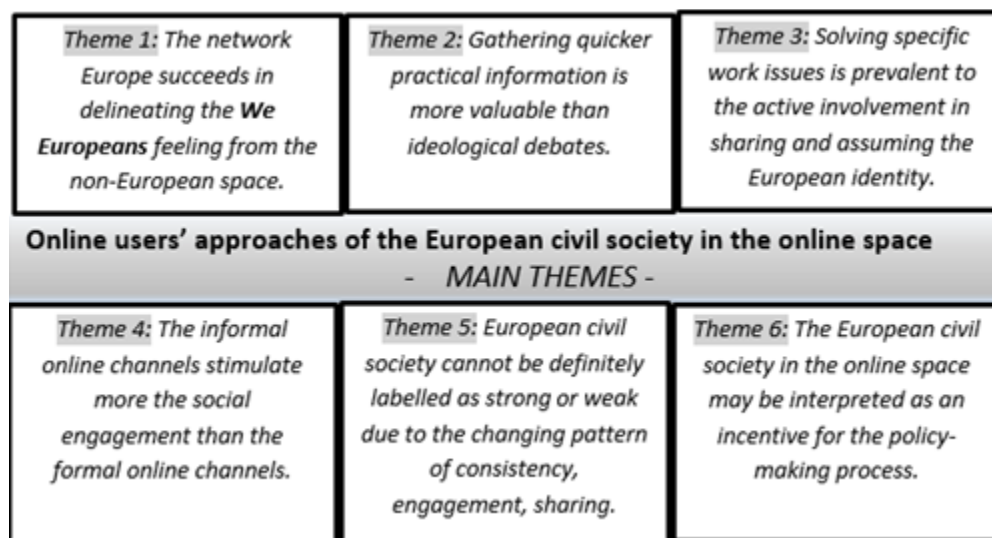 Theme 1: The network
Europe succeeds in
delineating the We
Europeans feeling from the
non-European space.
Theme 2: Gathering quicker
practical information is
more valuable than
ideological debates.
Theme 3: Solving specific
work issues is prevalent to
the active involvement in
sharing and assuming the
European identity.
Online users’ approaches of the European civil society in the online space
- MAIN THEMES -
Theme 4: The informal
online channels stimulate
more the social
engagement than the
formal online channels.
Theme 5: European civil
society cannot be definitely
labelled as strong or weak
due to the changing pattern
of consistency,
engagement, sharing.
Theme 6: The European civil
society in the online space
may be interpreted as an
incentive for the policy-
making process.